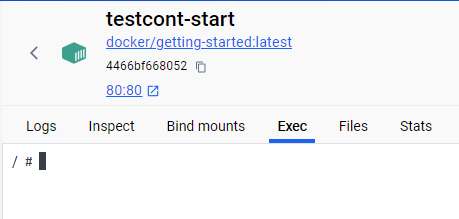 testcont-start
docker/getting-started:latest
4466bf668052
80:80
Logs Inspect Bind mounts Exec Files Stats
/ #